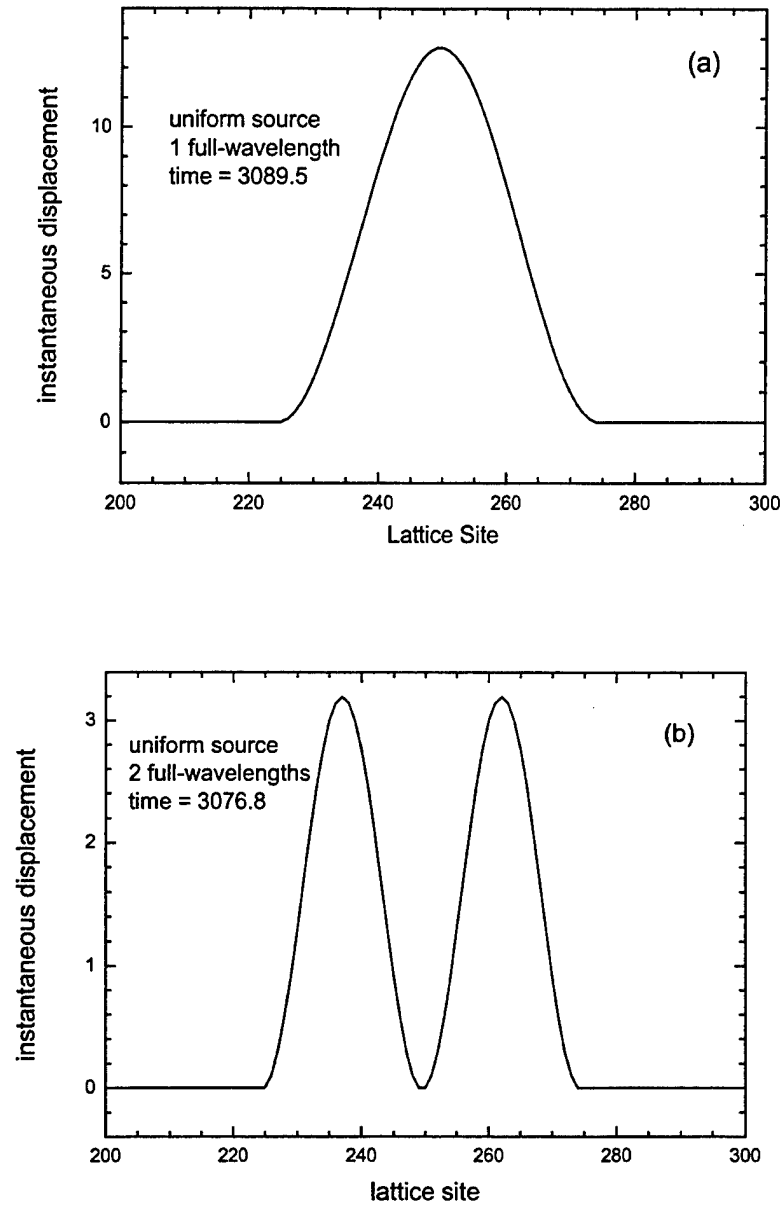 (a)
uniform source
1 full-wavelength
time = 3089.5
instantaneous displacement
10
5
0
200 220 240 260 280 300
Lattice Site
(b)
uniform source
2 full-wavelengths
time = 3076.8
instantaneous displacement
3
2
1
0
200 220 240 260 280 300
lattice site